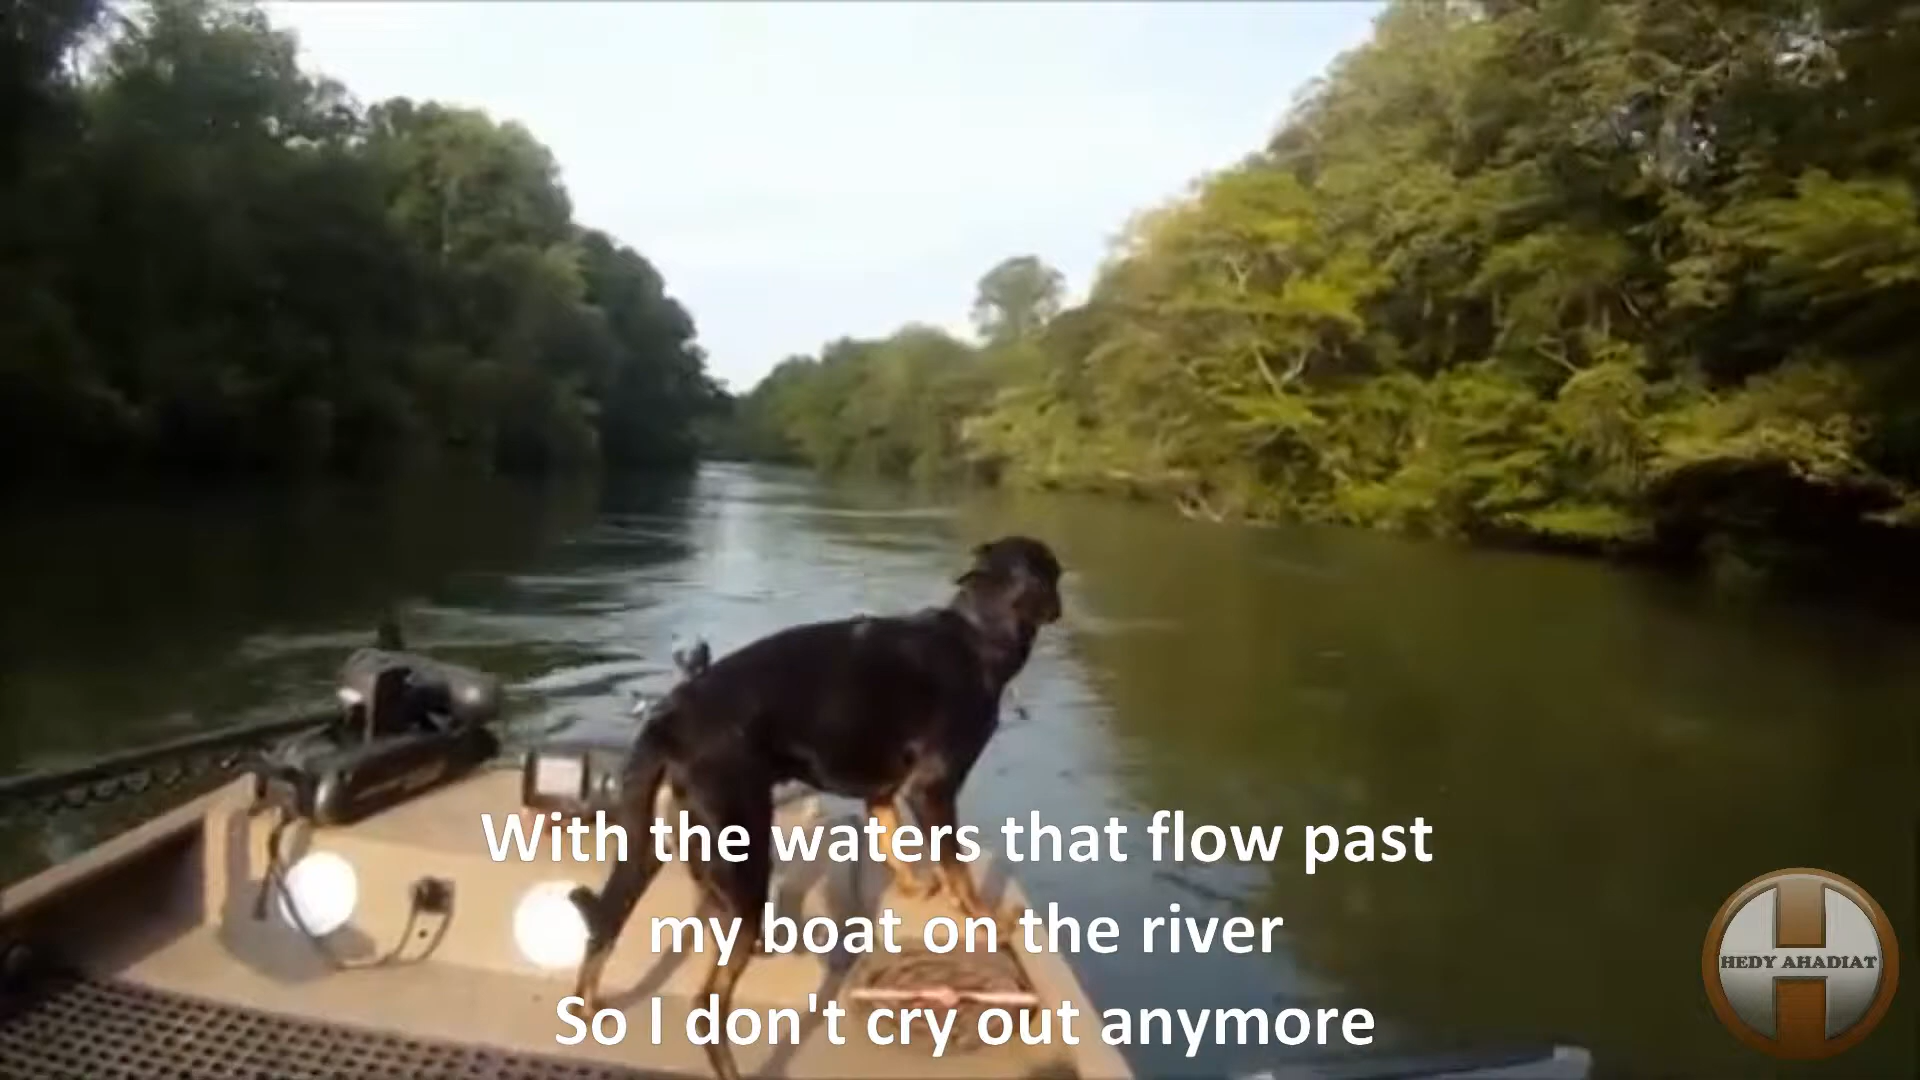 With the waters that flow past
my boat on the river
So I don't cry out anymore
HEDY AHADIAT